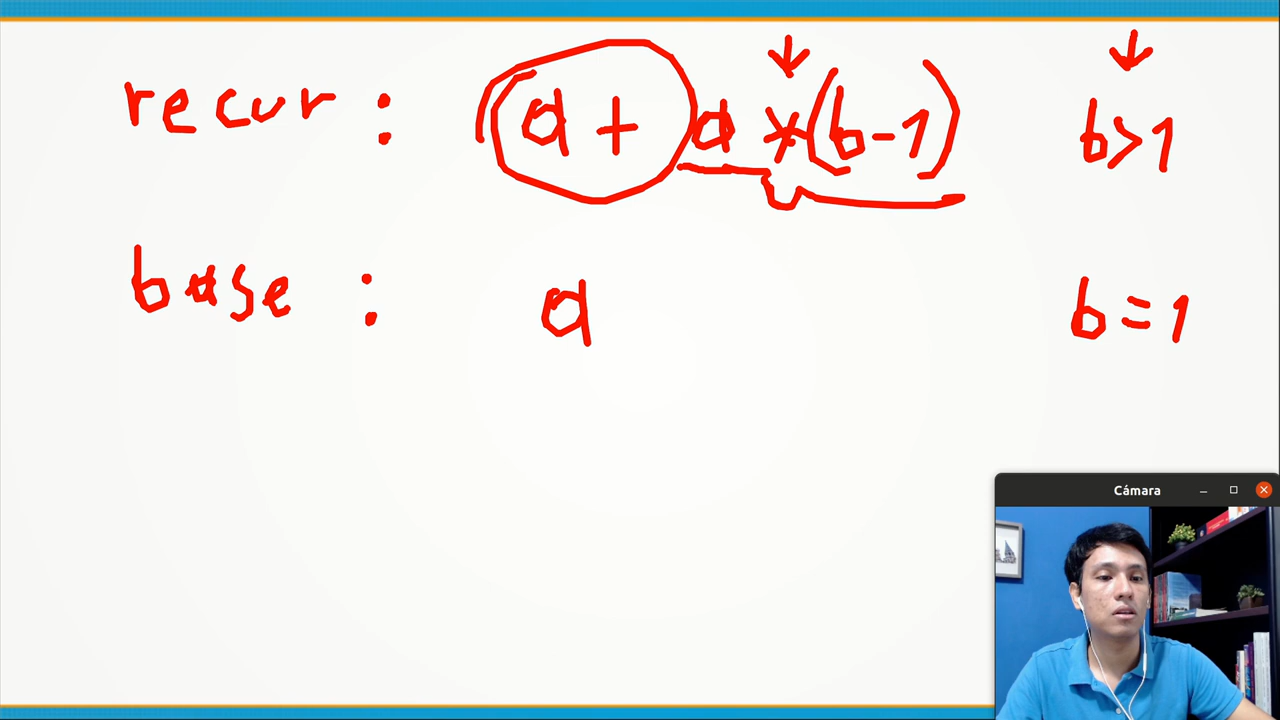 recur: (a + a * (b-1) b>1
base: a b=1
Cámara